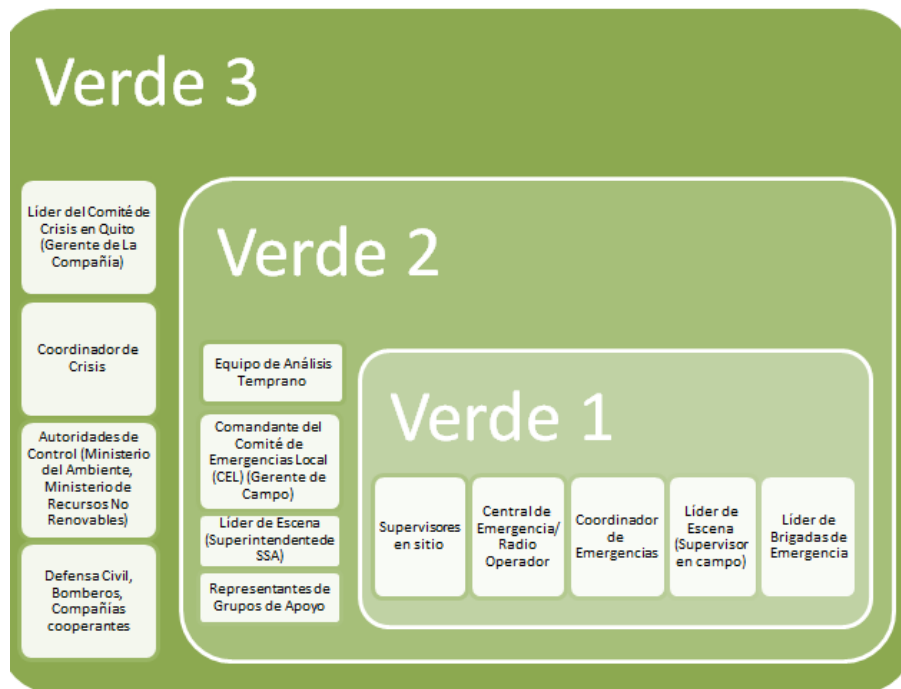 Verde 3
Líder del Comité de
Crisis en Quito
(Gerente de La
Compañía)
Coordinador de
Crisis
Autoridades de
Control (Ministerio
del Ambiente,
Ministerio de
Recursos No
Renovables)
Defensa Civil,
Bomberos,
Compañías
cooperantes
Verde 2
Equipo de Análisis
Temprano
Comandante del
Comité de
Emergencias Local
(CEL) (Gerente de
Campo)
Líder de Escena
(Superintendente de
SSA)
Representantes de
Grupos de Apoyo
Verde 1
Supervisores
en sitio
Central de
Emergencia/
Radio
Operador
Coordinador
de
Emergencias
Líder de
Escena
(Supervisor
en campo)
Líder de
Brigadas de
Emergencia